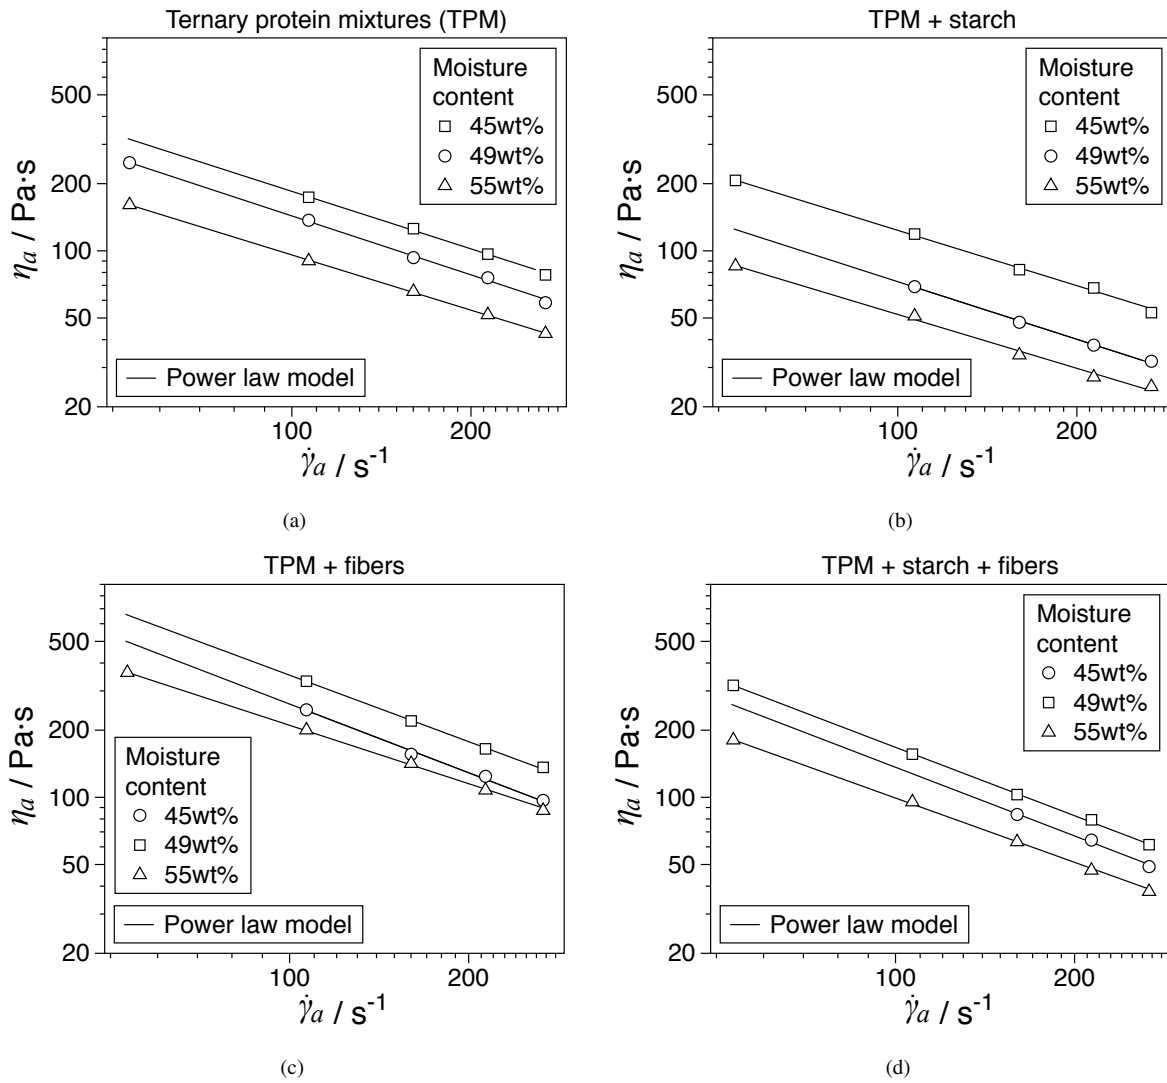 Ternary protein mixtures (TPM)
ηa / Pa·s
500
200
100
50
20
Moisture
content
45wt%
49wt%
55wt%
Power law model
100
200
γ̇a / s-1
(a)
TPM + starch
ηa / Pa·s
500
200
100
50
20
Moisture
content
45wt%
49wt%
55wt%
Power law model
100
200
γ̇a / s-1
(b)
TPM + fibers
ηa / Pa·s
500
200
100
50
20
Moisture
content
45wt%
49wt%
55wt%
Power law model
100
200
γ̇a / s-1
(c)
TPM + starch + fibers
ηa / Pa·s
500
200
100
50
20
Moisture
content
45wt%
49wt%
55wt%
Power law model
100
200
γ̇a / s-1
(d)